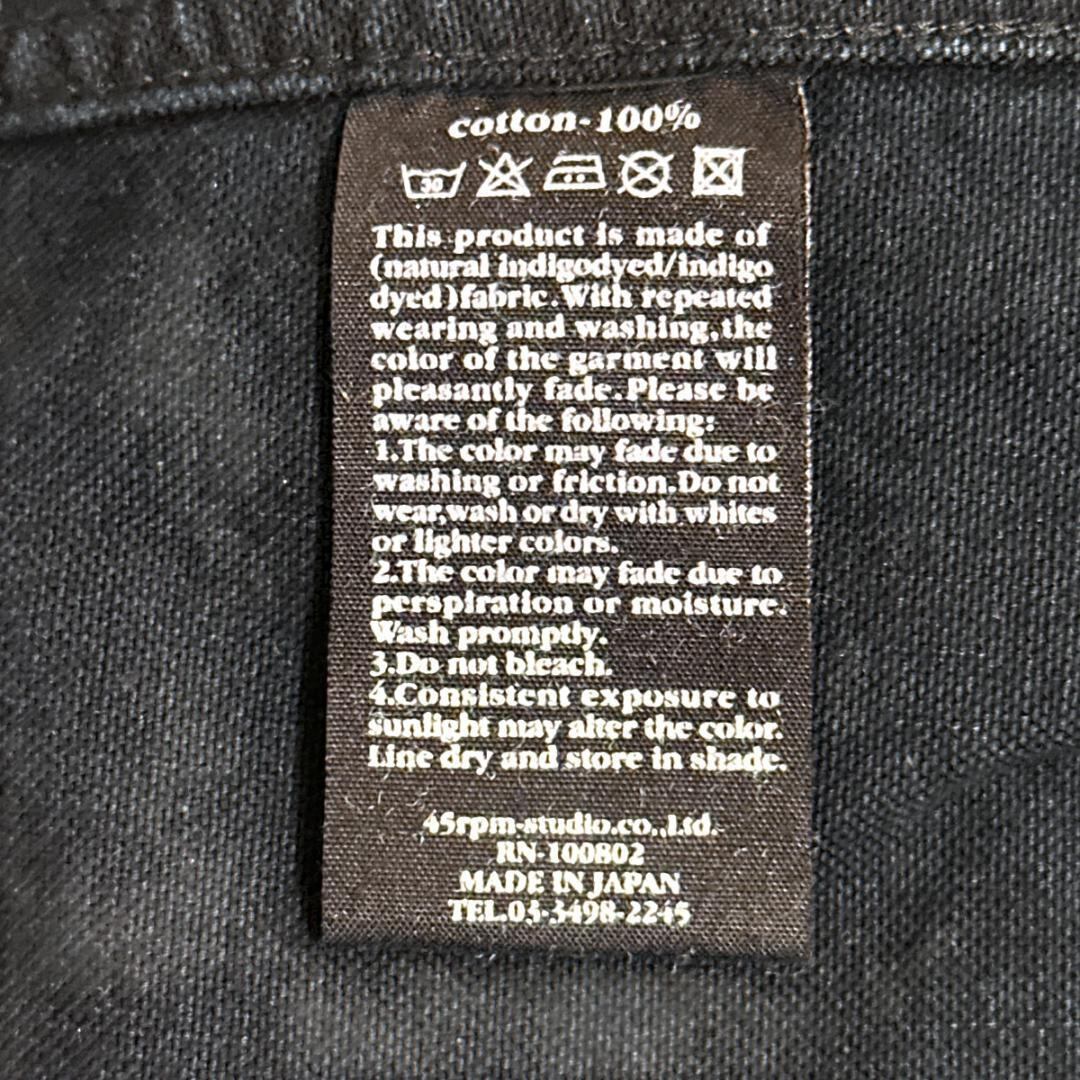 cotton-100%
30
This product is made of
(natural indigodyed/indigo
dyed)fabric.With repeated
wearing and washing,the
color of the garment will
pleasantly fade.Please be
aware of the following:
1.The color may fade due to
washing or friction.Do not
wear,wash or dry with whites
or lighter colors.
2.The color may fade due to
perspiration or moisture.
Wash promptly.
3.Do not bleach.
4.Consistent exposure to
sunlight may alter the color.
Line dry and store in shade.
45rpm-studio.co.,Ltd.
RN-100802
MADE IN JAPAN
TEL.03-3498-2245